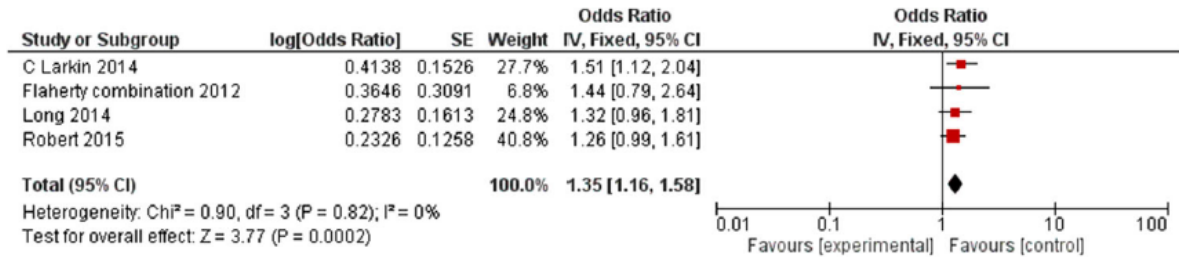 Odds Ratio Odds Ratio
Study or Subgroup log[Odds Ratio] SE Weight IV, Fixed, 95% CI IV, Fixed, 95% CI
C Larkin 2014 0.4138 0.1526 27.7% 1.51 [1.12, 2.04]
Flaherty combination 2012 0.3646 0.3091 6.8% 1.44 [0.79, 2.64]
Long 2014 0.2783 0.1613 24.8% 1.32 [0.96, 1.81]
Robert 2015 0.2326 0.1258 40.8% 1.26 [0.99, 1.61]
Total (95% CI) 100.0% 1.35 [1.16, 1.58]
Heterogeneity: Chi² = 0.90, df = 3 (P = 0.82); I² = 0%
Test for overall effect: Z = 3.77 (P = 0.0002)
0.01 0.1 1 10 100
Favours [experimental] Favours [control]